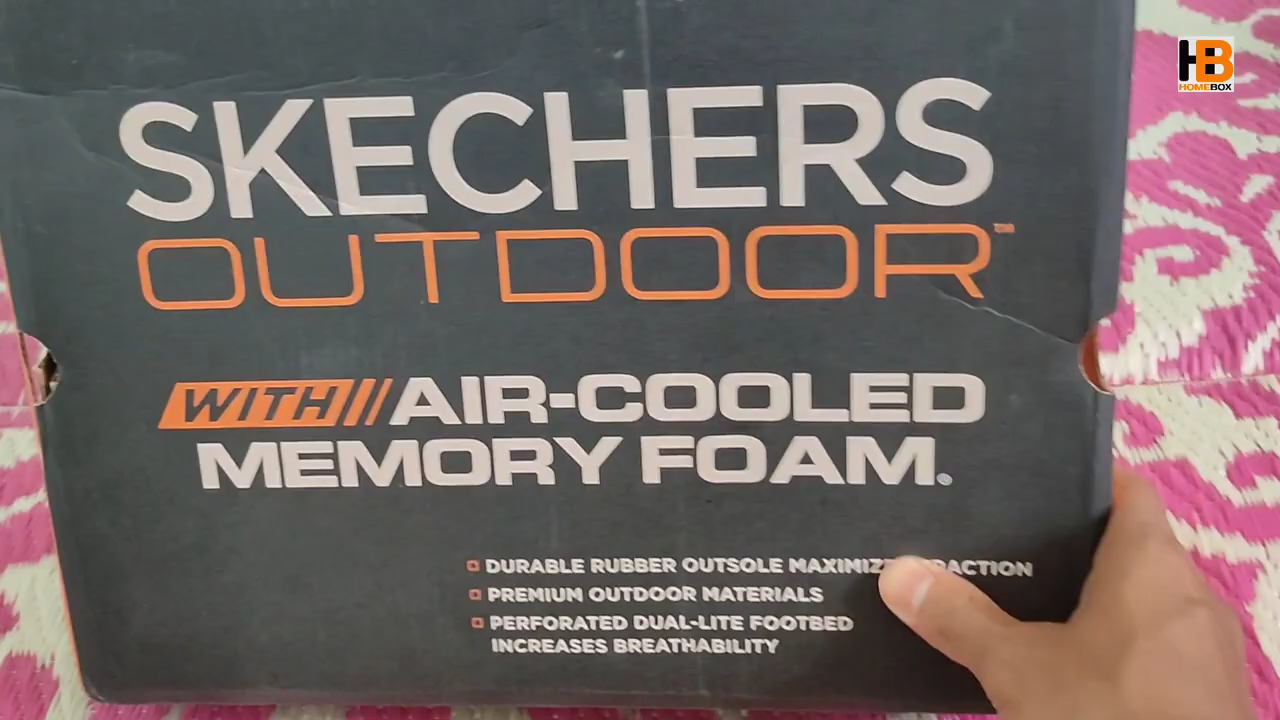 HB
HOMEBOX
SKECHERS
OUTDOOR™
WITH AIR-COOLED
MEMORY FOAM®
DURABLE RUBBER OUTSOLE
PREMIUM OUTDOOR MATERIALS
PERFORATED DUAL-LITE FOOTBED
INCREASES BREATHABILITY